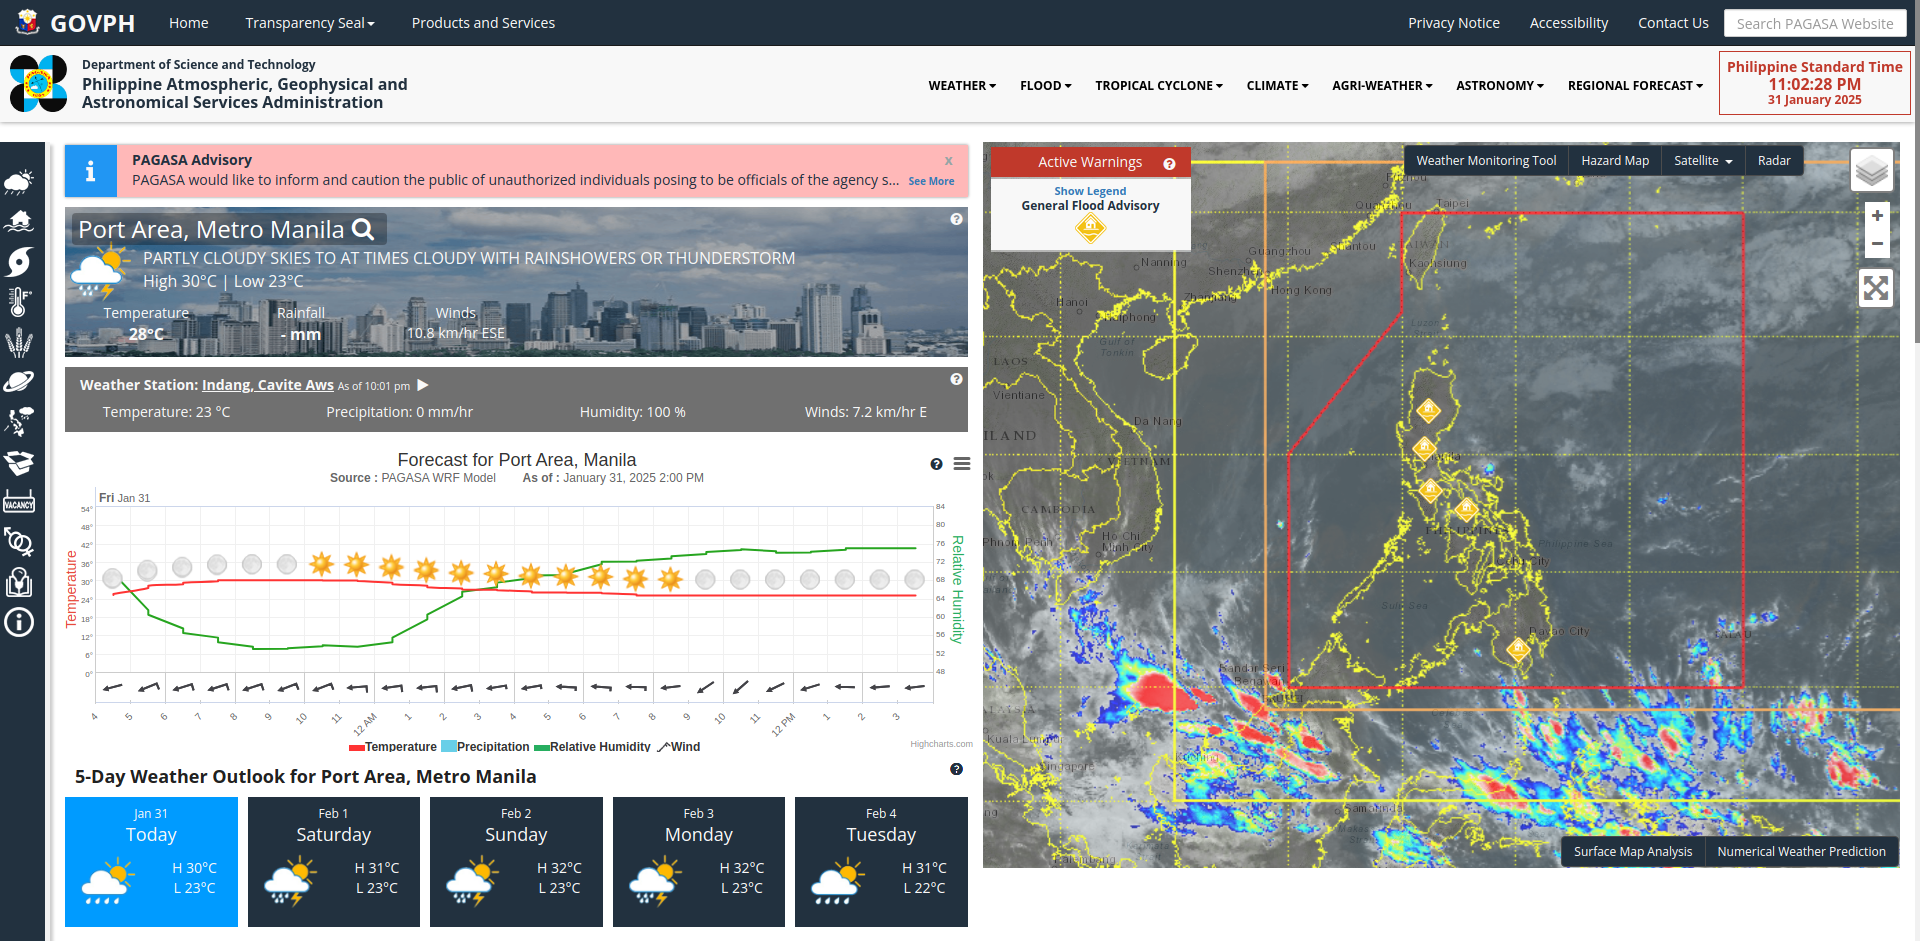 GOVPH
Home
Transparency Seal
Products and Services
Privacy Notice
Accessibility
Contact Us
Search PAGASA Website
Department of Science and Technology
Philippine Atmospheric, Geophysical and
Astronomical Services Administration
WEATHER
FLOOD
TROPICAL CYCLONE
CLIMATE
AGRI-WEATHER
ASTRONOMY
REGIONAL FORECAST
Philippine Standard Time
11:02:28 PM
31 January 2025
VACANCY
PAGASA Advisory
x
PAGASA would like to inform and caution the public of unauthorized individuals posing to be officials of the agency s...
See More
Port Area, Metro Manila
PARTLY CLOUDY SKIES TO AT TIMES CLOUDY WITH RAINSHOWERS OR THUNDERSTORM
High 30°C | Low 23°C
Temperature
Rainfall
Winds
28°C
- mm
10.8 km/hr ESE
Weather Station: Indang, Cavite Aws As of 10:01 pm
Temperature: 23 °C
Precipitation: 0 mm/hr
Humidity: 100 %
Winds: 7.2 km/hr E
Forecast for Port Area, Manila
Source : PAGASA WRF Model
As of : January 31, 2025 2:00 PM
Fri Jan 31
Temperature
54°
48°
42°
36°
30°
24°
18°
12°
6°
0°
84
80
76
72
68
64
60
56
52
48
Relative Humidity
4
5
6
7
8
9
10
11
12 AM
1
2
3
4
5
6
7
8
9
10
11
12 PM
1
2
3
Temperature
Precipitation
Relative Humidity
Wind
Highcharts.com
5-Day Weather Outlook for Port Area, Metro Manila
Jan 31
Today
H 30°C
L 23°C
Feb 1
Saturday
H 31°C
L 23°C
Feb 2
Sunday
H 32°C
L 23°C
Feb 3
Monday
H 32°C
L 23°C
Feb 4
Tuesday
H 31°C
L 22°C
Active Warnings
Show Legend
General Flood Advisory
Weather Monitoring Tool
Hazard Map
Satellite
Radar
+
−
Taipei
Guangzhou
Shantou
Kaohsiung
Nanning
Shenzhen
Hong Kong
Hanoi
Zhanjiang
Haiphong
Gulf of
Tonkin
LAOS
Vientiane
Da Nang
VIETNAM
CAMBODIA
Phnom Penh
Ho Chi
Minh City
Philippine Sea
Sulu Sea
Davao City
PALAU
Bandar Seri
Begawan
Kuala Lumpur
Singapore
Kuching
Samarinda
Palembang
Surface Map Analysis
Numerical Weather Prediction